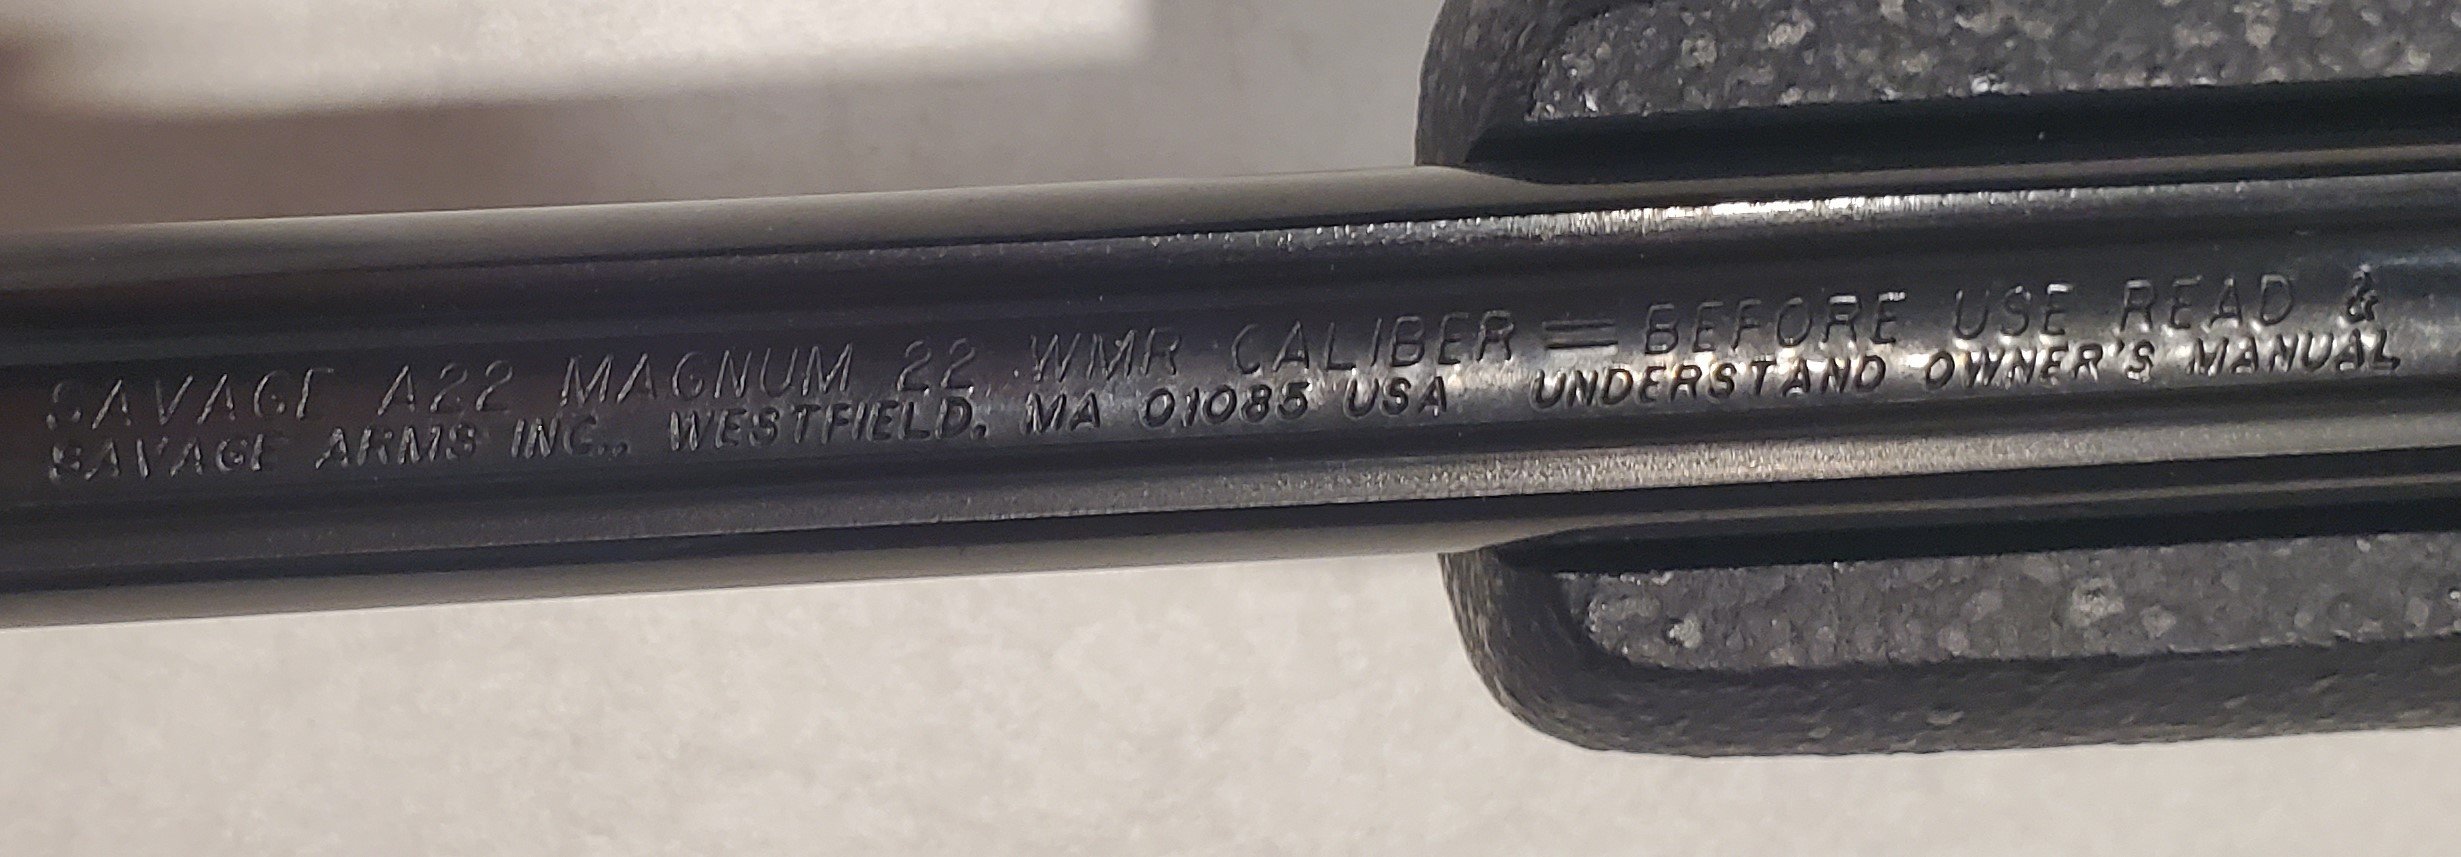 SAVAGE A22 MAGNUM 22 WMR CALIBER = BEFORE USE READ &
SAVAGE ARMS INC., WESTFIELD, MA 01085 USA UNDERSTAND OWNER'S MANUAL